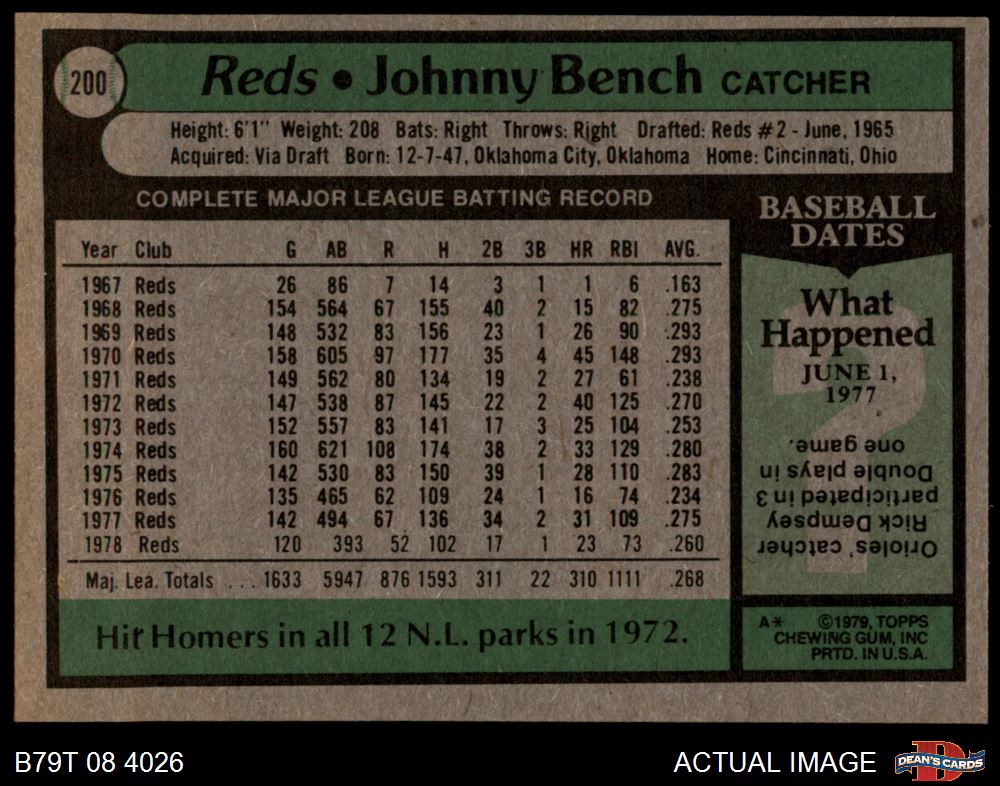 200
Reds • Johnny Bench CATCHER
Height: 6'1" Weight: 208 Bats: Right Throws: Right Drafted: Reds #2 - June, 1965
Acquired: Via Draft Born: 12-7-47, Oklahoma City, Oklahoma Home: Cincinnati, Ohio
COMPLETE MAJOR LEAGUE BATTING RECORD
Year Club G AB R H 2B 3B HR RBI AVG.
1967 Reds 26 86 7 14 3 1 1 6 .163
1968 Reds 154 564 67 155 40 2 15 82 .275
1969 Reds 148 532 83 156 23 1 26 90 .293
1970 Reds 158 605 97 177 35 4 45 148 .293
1971 Reds 149 562 80 134 19 2 27 61 .238
1972 Reds 147 538 87 145 22 2 40 125 .270
1973 Reds 152 557 83 141 17 3 25 104 .253
1974 Reds 160 621 108 174 38 2 33 129 .280
1975 Reds 142 530 83 150 39 1 28 110 .283
1976 Reds 135 465 62 109 24 1 16 74 .234
1977 Reds 142 494 67 136 34 2 31 109 .275
1978 Reds 120 393 52 102 17 1 23 73 .260
Maj. Lea. Totals . . . 1633 5947 876 1593 311 22 310 1111 .268
Hit Homers in all 12 N.L. parks in 1972.
BASEBALL
DATES
What
Happened
JUNE 1,
1977
Orioles' catcher
Rick Dempsey
participated in 3
Double plays in
one game.
A* ©1979, TOPPS
CHEWING GUM, INC
PRTD. IN U.S.A.
B79T 08 4026
ACTUAL IMAGE
D
DEAN'S CARDS